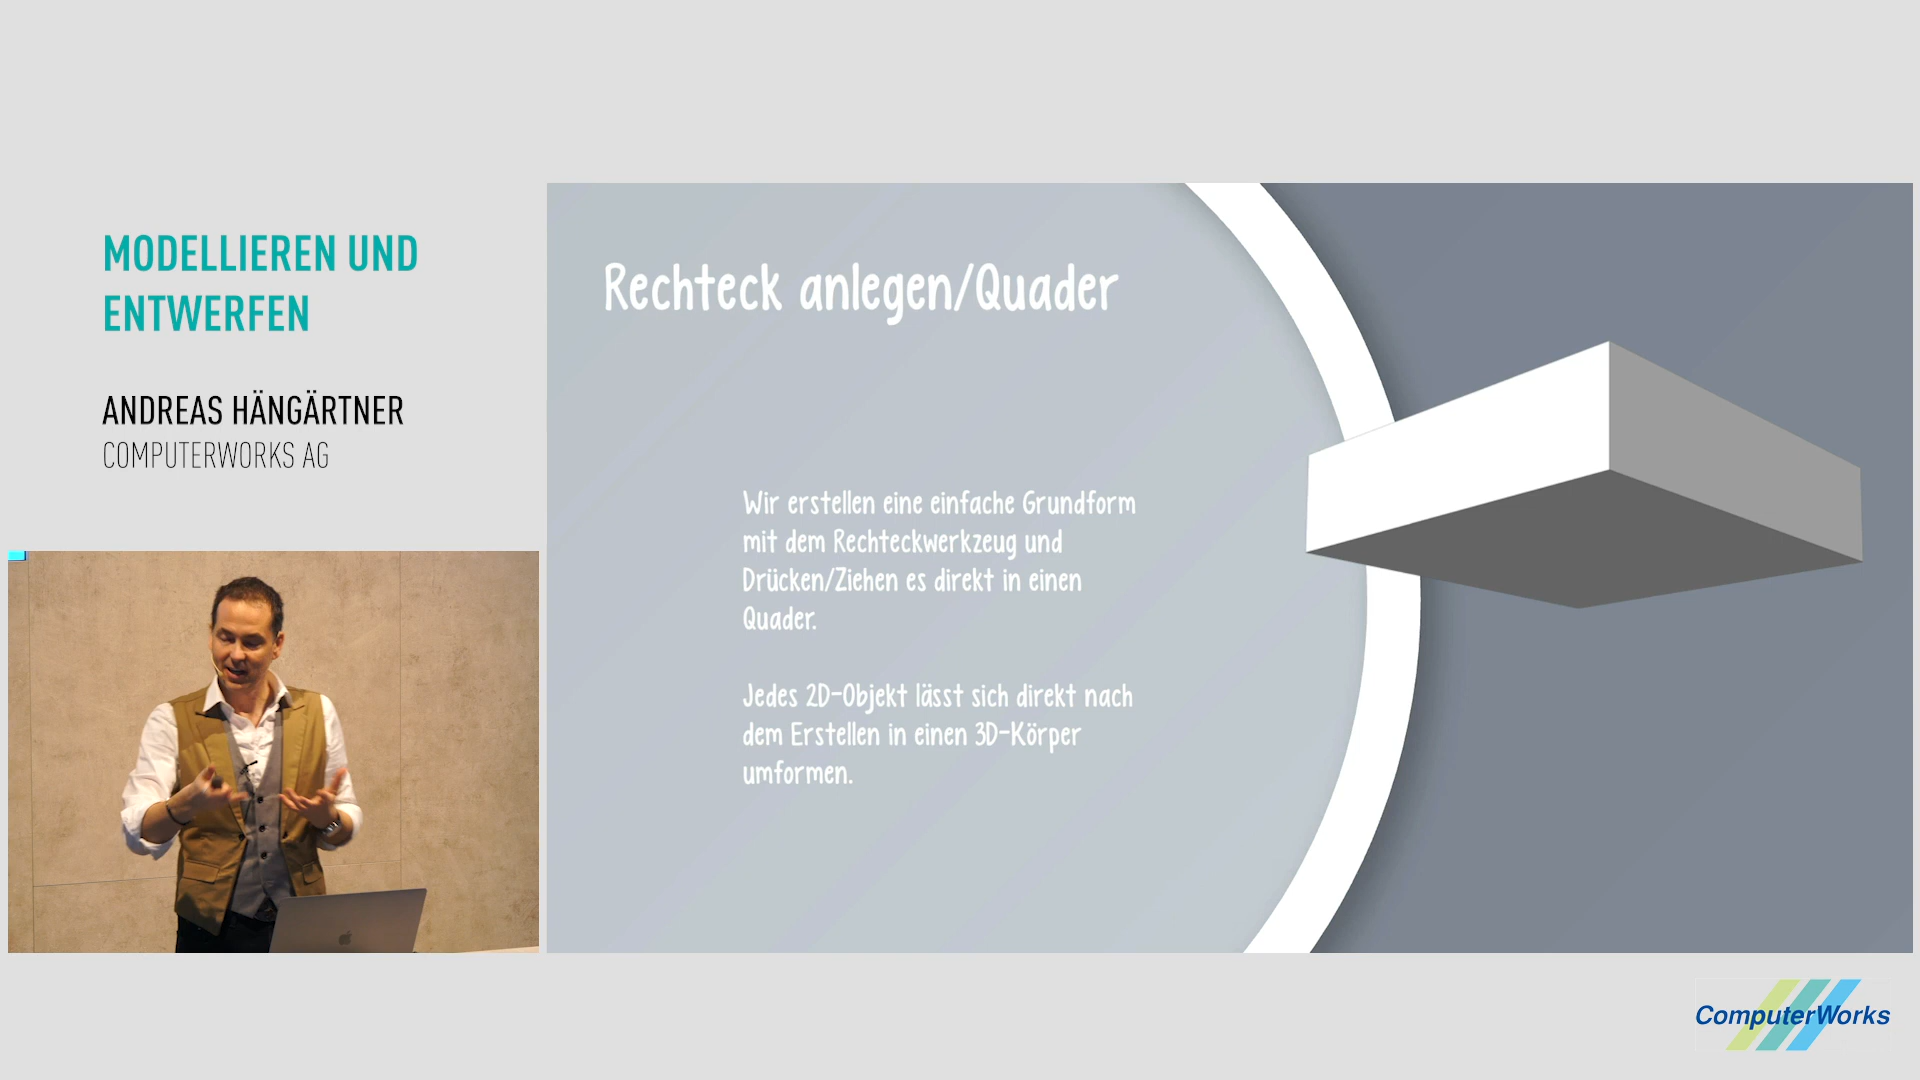 MODELLIEREN UND
ENTWERFEN
ANDREAS HÄNGÄRTNER
COMPUTERWORKS AG
Rechteck anlegen/Quader
Wir erstellen eine einfache Grundform
mit dem Rechteckwerkzeug und
Drücken/Ziehen es direkt in einen
Quader.
Jedes 2D-Objekt lässt sich direkt nach
dem Erstellen in einen 3D-Körper
umformen.
ComputerWorks